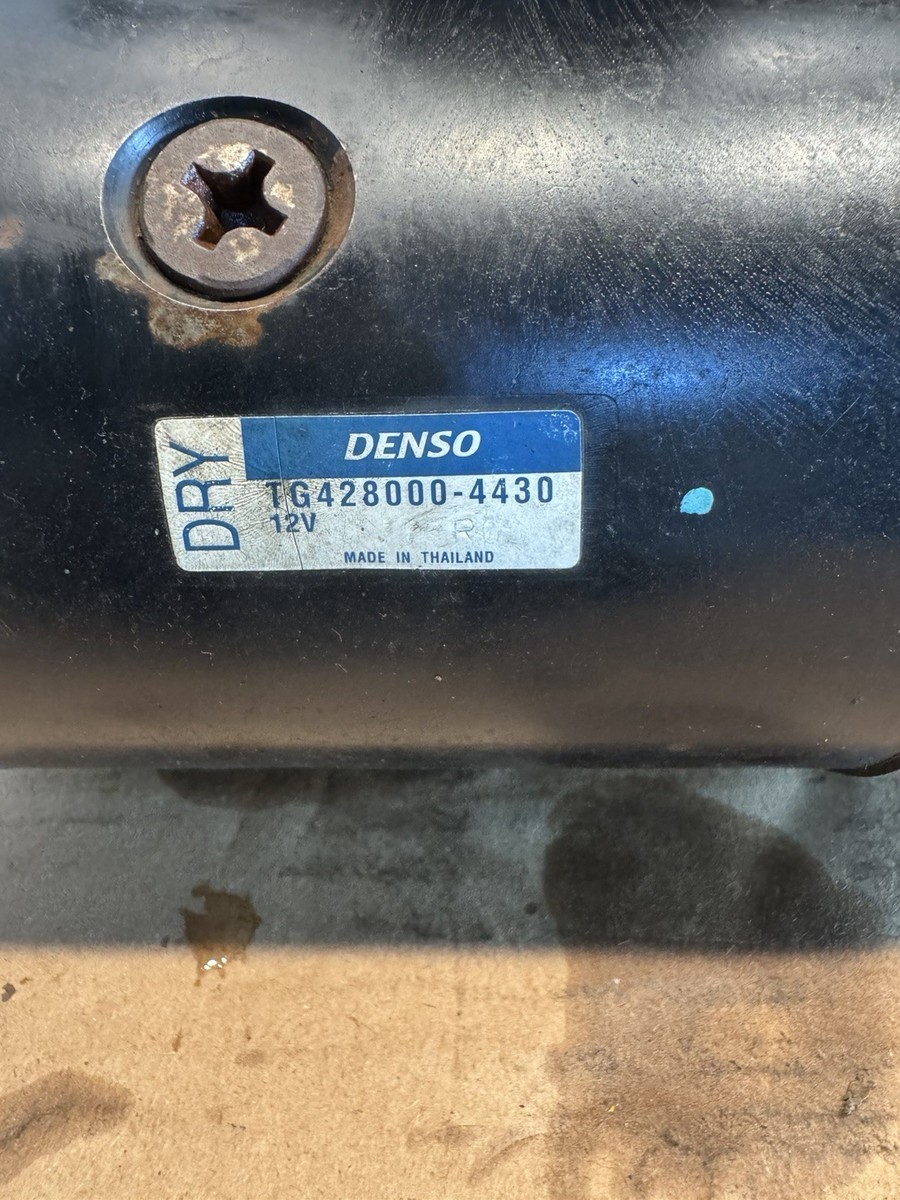 DRY
DENSO
TG428000-4430
12V
MADE IN THAILAND